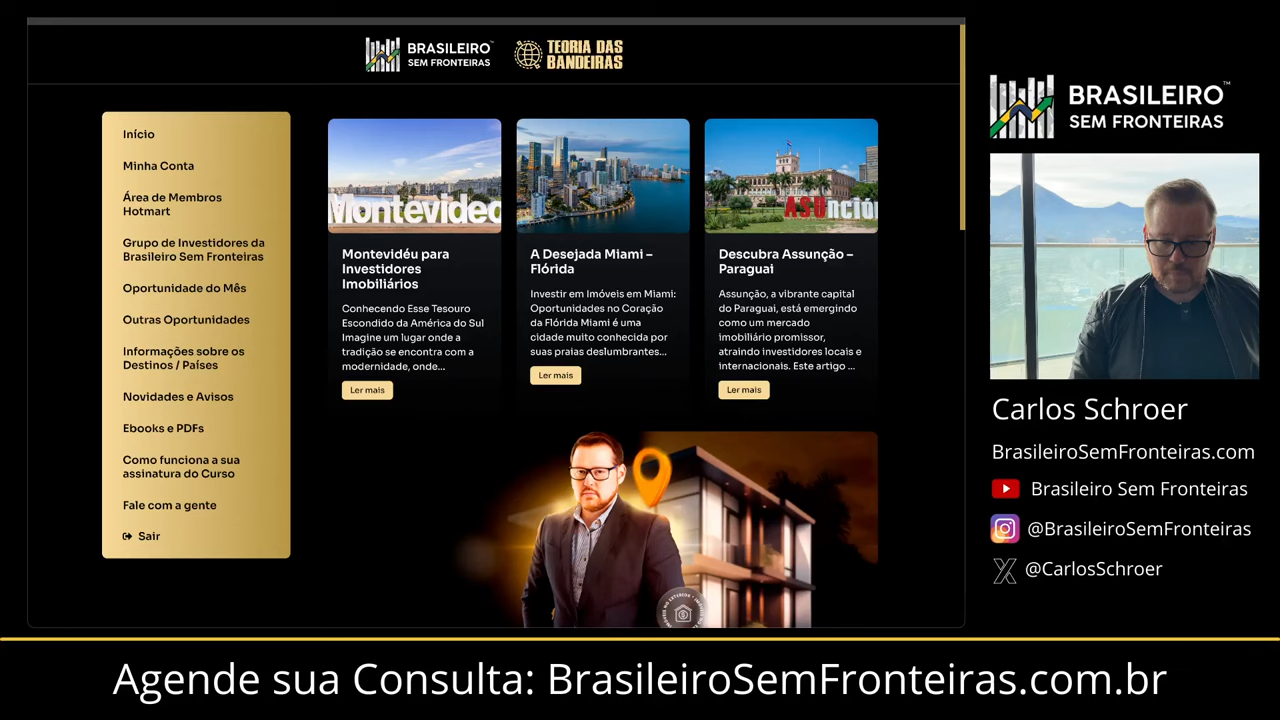 BRASILEIRO™
SEM FRONTEIRAS
TEORIA DAS
BANDEIRAS
Início
Minha Conta
Área de Membros
Hotmart
Grupo de Investidores da
Brasileiro Sem Fronteiras
Oportunidade do Mês
Outras Oportunidades
Informações sobre os
Destinos / Países
Novidades e Avisos
Ebooks e PDFs
Como funciona a sua
assinatura do Curso
Fale com a gente
Sair
Montevideo
Montevidéu para
Investidores
Imobiliários
Conhecendo Esse Tesouro
Escondido da América do Sul
Imagine um lugar onde a
tradição se encontra com a
modernidade, onde...
Ler mais
A Desejada Miami –
Flórida
Investir em Imóveis em Miami:
Oportunidades no Coração
da Flórida Miami é uma
cidade muito conhecida por
suas praias deslumbrantes...
Ler mais
ASUnción
Descubra Assunção –
Paraguai
Assunção, a vibrante capital
do Paraguai, está emergindo
como um mercado
imobiliário promissor,
atraindo investidores locais e
internacionais. Este artigo ...
Ler mais
BRASILEIRO™
SEM FRONTEIRAS
Carlos Schroer
BrasileiroSemFronteiras.com
Brasileiro Sem Fronteiras
@BrasileiroSemFronteiras
@CarlosSchroer
Agende sua Consulta: BrasileiroSemFronteiras.com.br